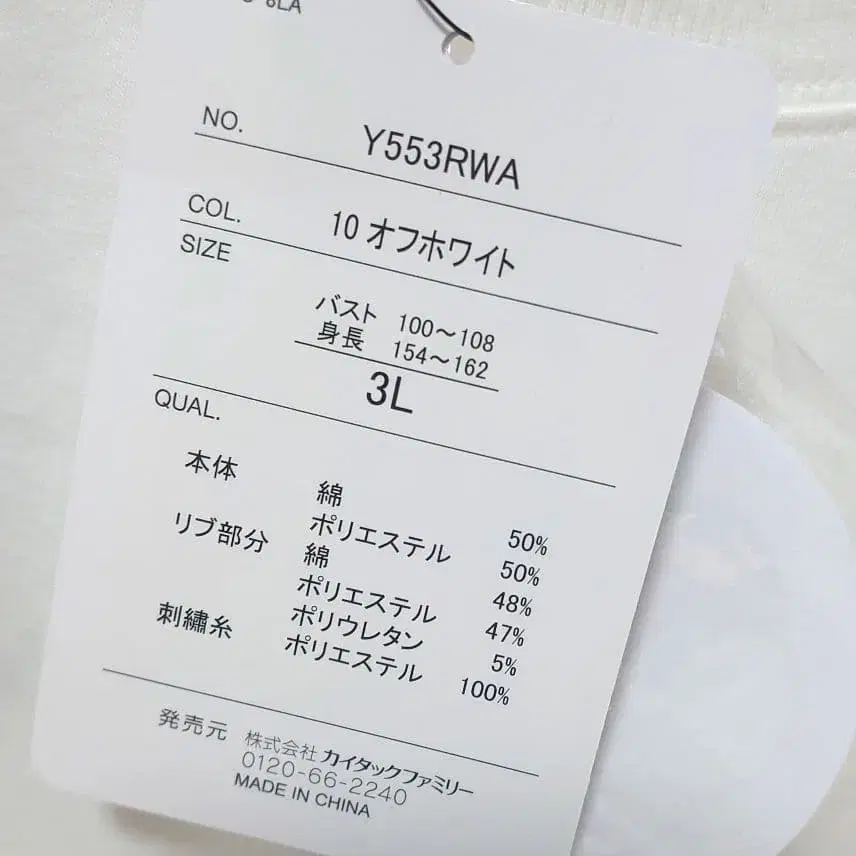 NO. Y553RWA
COL. 10 オフホワイト
SIZE
バスト 100～108
身長 154～162
3L
QUAL.
本体 綿 50%
ポリエステル 50%
リブ部分 綿 48%
ポリエステル 47%
ポリウレタン 5%
刺繍糸 ポリエステル 100%
発売元 株式会社 カイタックファミリー
0120-66-2240
MADE IN CHINA